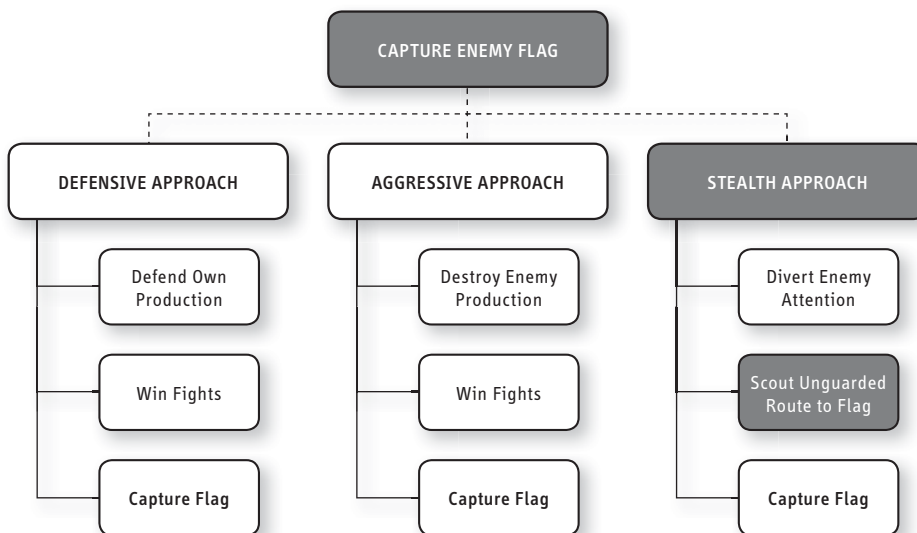 CAPTURE ENEMY FLAG
DEFENSIVE APPROACH
AGGRESSIVE APPROACH
STEALTH APPROACH
Defend Own
Production
Destroy Enemy
Production
Divert Enemy
Attention
Win Fights
Win Fights
Scout Unguarded
Route to Flag
Capture Flag
Capture Flag
Capture Flag